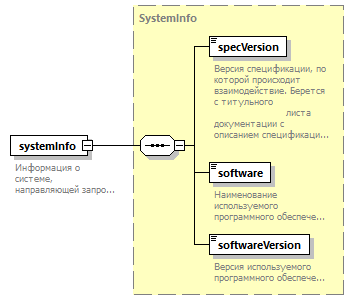 SystemInfo
specVersion
Версия спецификации, по
которой происходит
взаимодействие. Берется
с титульного
листа
документации с
описанием спецификаци...
systemInfo
Информация о
системе,
направляющей запро...
software
Наименование
используемого
программного обеспече...
softwareVersion
Версия используемого
программного обеспече...